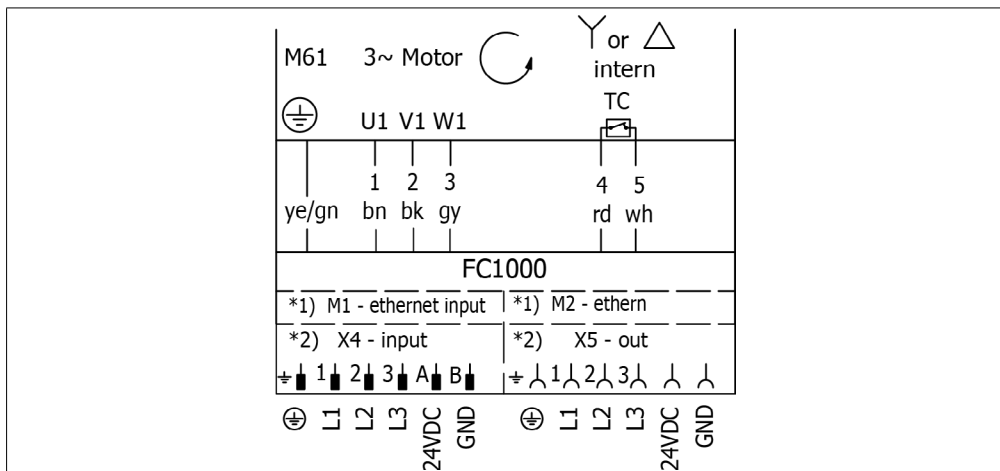 M61 3~ Motor Y or △
intern
TC
U1 V1 W1
1 2 3 4 5
ye/gn bn bk gy rd wh
FC1000
*1) M1 - ethernet input *1) M2 - ethern
*2) X4 - input *2) X5 - out
1 2 3 A B 1 2 3
L1 L2 L3 24VDC GND L1 L2 L3 24VDC GND